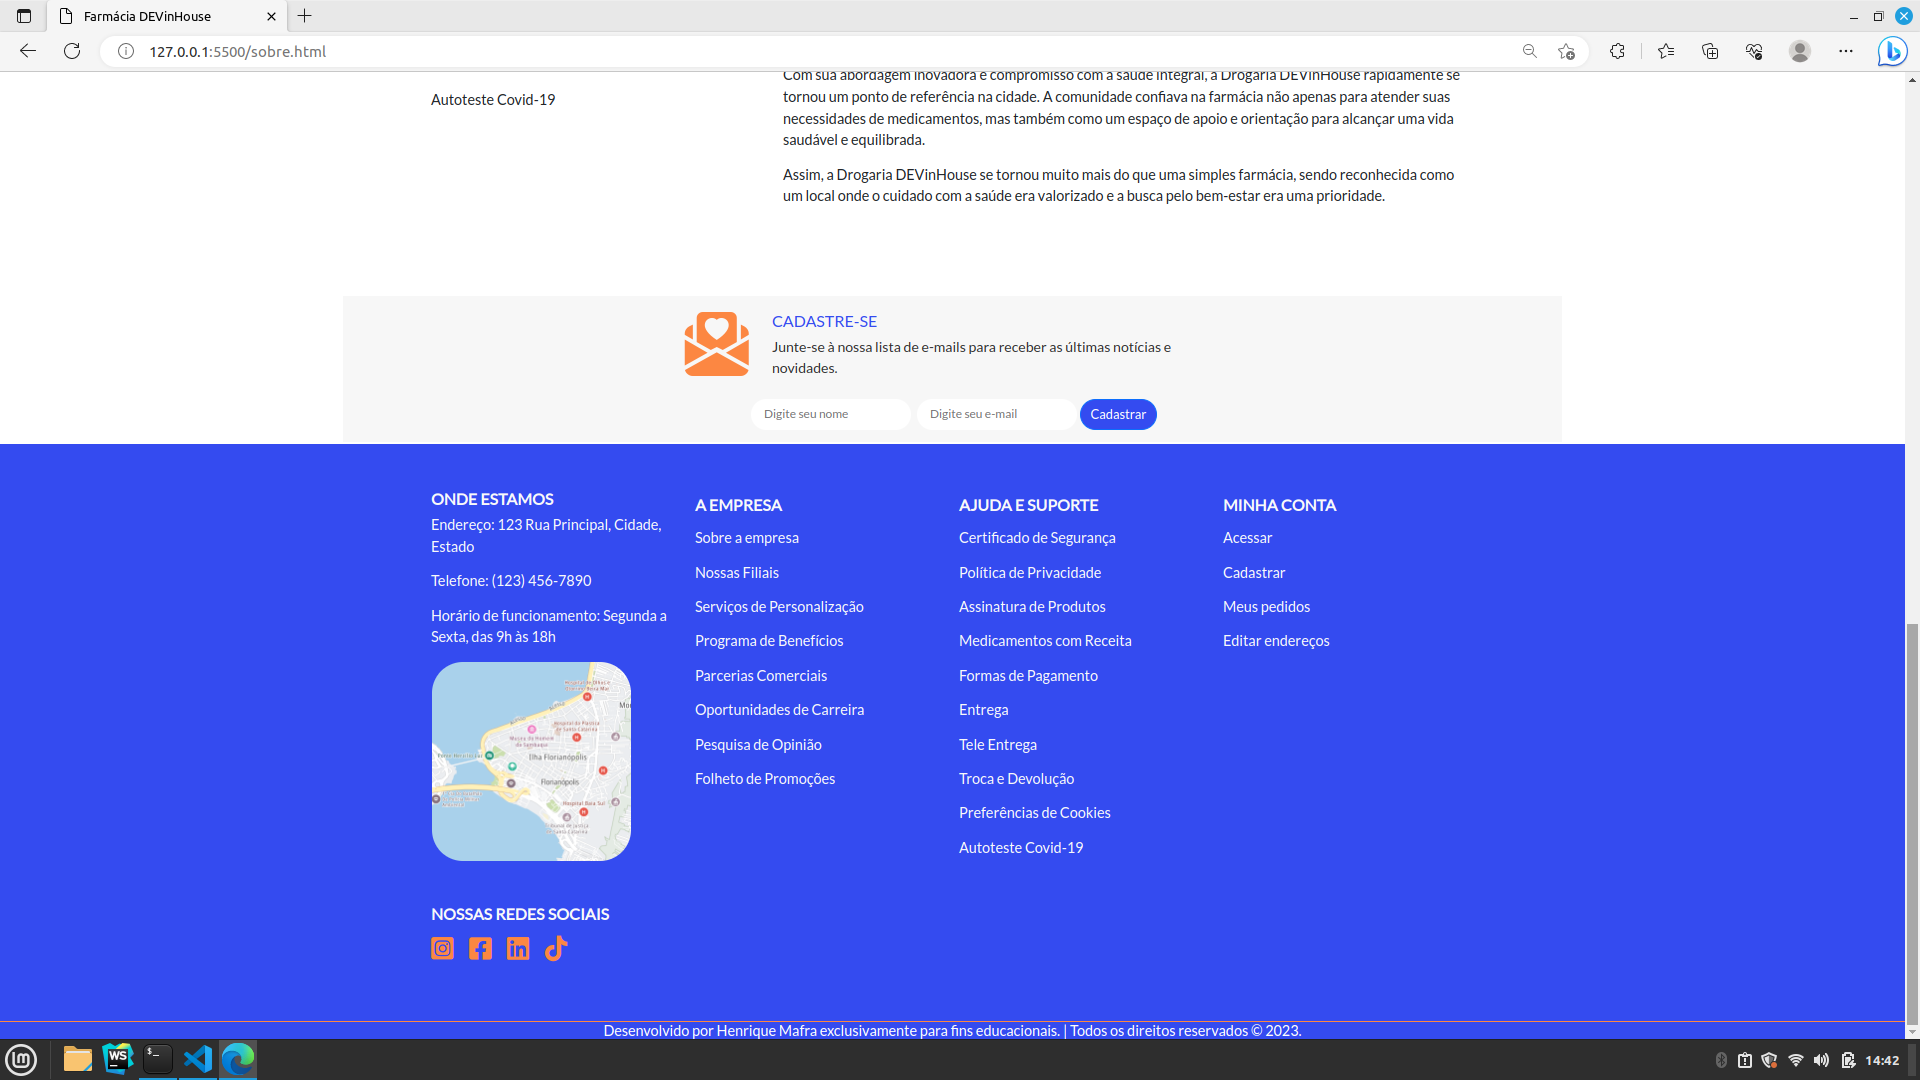 Farmácia DEVinHouse
127.0.0.1:5500/sobre.html
Com sua abordagem inovadora e compromisso com a saúde integral, a Drogaria DEVinHouse rapidamente se
tornou um ponto de referência na cidade. A comunidade confiava na farmácia não apenas para atender suas
necessidades de medicamentos, mas também como um espaço de apoio e orientação para alcançar uma vida
saudável e equilibrada.
Autoteste Covid-19
Assim, a Drogaria DEVinHouse se tornou muito mais do que uma simples farmácia, sendo reconhecida como
um local onde o cuidado com a saúde era valorizado e a busca pelo bem-estar era uma prioridade.
CADASTRE-SE
Junte-se à nossa lista de e-mails para receber as últimas notícias e
novidades.
Digite seu nome
Digite seu e-mail
Cadastrar
ONDE ESTAMOS
Endereço: 123 Rua Principal, Cidade,
Estado
Telefone: (123) 456-7890
Horário de funcionamento: Segunda a
Sexta, das 9h às 18h
Ilha Florianópolis
Florianópolis
Hospital Baia Sul
NOSSAS REDES SOCIAIS
A EMPRESA
Sobre a empresa
Nossas Filiais
Serviços de Personalização
Programa de Benefícios
Parcerias Comerciais
Oportunidades de Carreira
Pesquisa de Opinião
Folheto de Promoções
AJUDA E SUPORTE
Certificado de Segurança
Política de Privacidade
Assinatura de Produtos
Medicamentos com Receita
Formas de Pagamento
Entrega
Tele Entrega
Troca e Devolução
Preferências de Cookies
Autoteste Covid-19
MINHA CONTA
Acessar
Cadastrar
Meus pedidos
Editar endereços
Desenvolvido por Henrique Mafra exclusivamente para fins educacionais. | Todos os direitos reservados © 2023.
WS
14:42